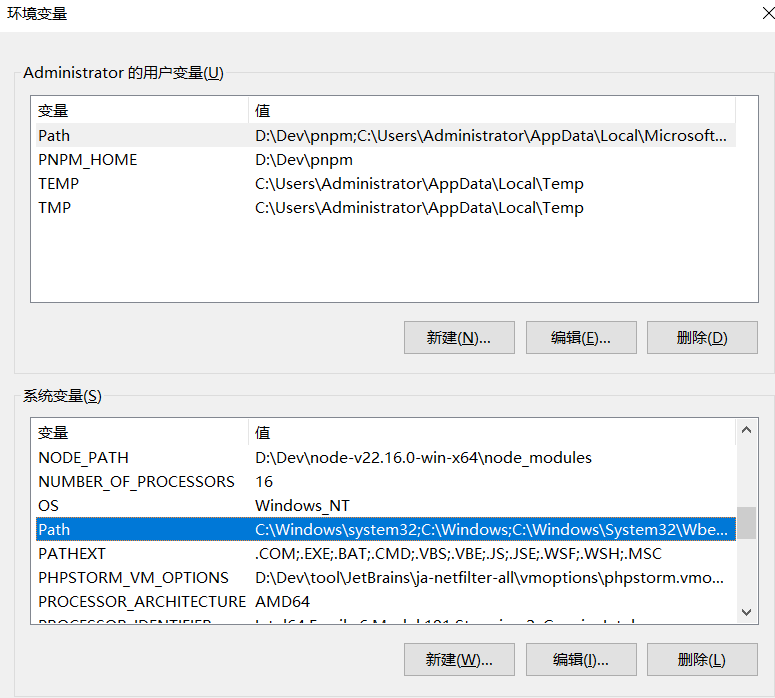 环境变量
Administrator 的用户变量(U)
变量 值
Path D:\Dev\pnpm;C:\Users\Administrator\AppData\Local\Microsoft...
PNPM_HOME D:\Dev\pnpm
TEMP C:\Users\Administrator\AppData\Local\Temp
TMP C:\Users\Administrator\AppData\Local\Temp
新建(N)... 编辑(E)... 删除(D)
系统变量(S)
变量 值
NODE_PATH D:\Dev\node-v22.16.0-win-x64\node_modules
NUMBER_OF_PROCESSORS 16
OS Windows_NT
Path C:\Windows\system32;C:\Windows;C:\Windows\System32\Wbe...
PATHEXT .COM;.EXE;.BAT;.CMD;.VBS;.VBE;.JS;.JSE;.WSF;.WSH;.MSC
PHPSTORM_VM_OPTIONS D:\Dev\tool\JetBrains\ja-netfilter-all\vmoptions\phpstorm.vmo...
PROCESSOR_ARCHITECTURE AMD64
新建(W)... 编辑(I)... 删除(L)